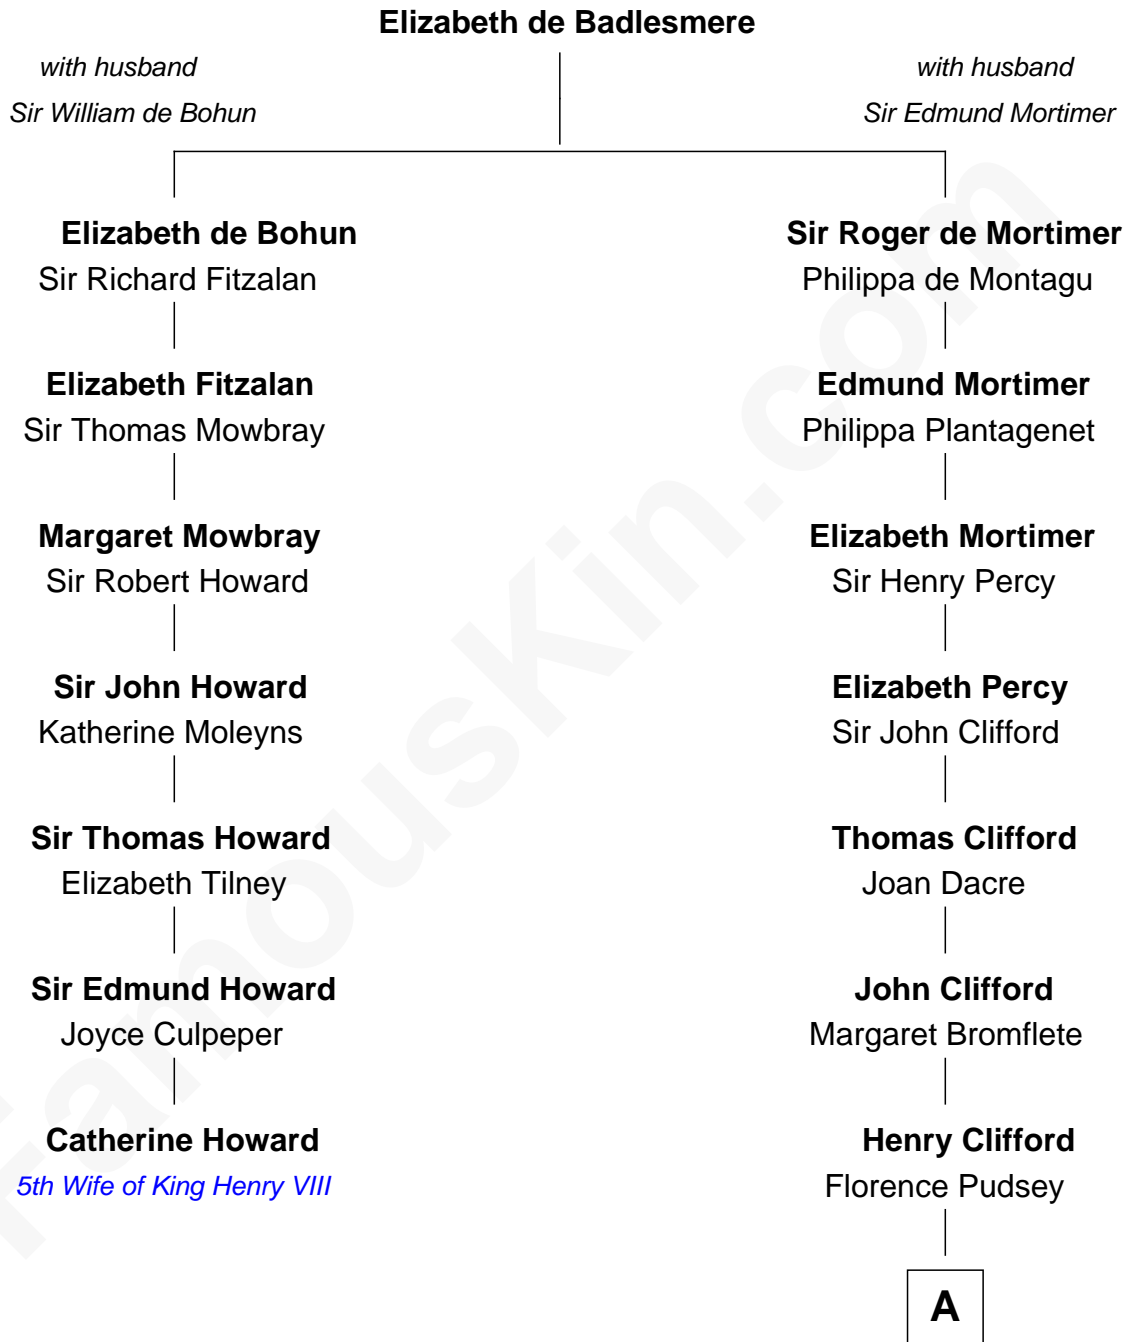 Elizabeth de Badlesmere
with husband
Sir William de Bohun
with husband
Sir Edmund Mortimer
Elizabeth de Bohun
Sir Richard Fitzalan
Sir Roger de Mortimer
Philippa de Montagu
Elizabeth Fitzalan
Sir Thomas Mowbray
Edmund Mortimer
Philippa Plantagenet
Margaret Mowbray
Sir Robert Howard
Elizabeth Mortimer
Sir Henry Percy
Sir John Howard
Katherine Moleyns
Elizabeth Percy
Sir John Clifford
Sir Thomas Howard
Elizabeth Tilney
Thomas Clifford
Joan Dacre
Sir Edmund Howard
Joyce Culpeper
John Clifford
Margaret Bromflete
Catherine Howard
5th Wife of King Henry VIII
Henry Clifford
Florence Pudsey
A
FamousKin.com